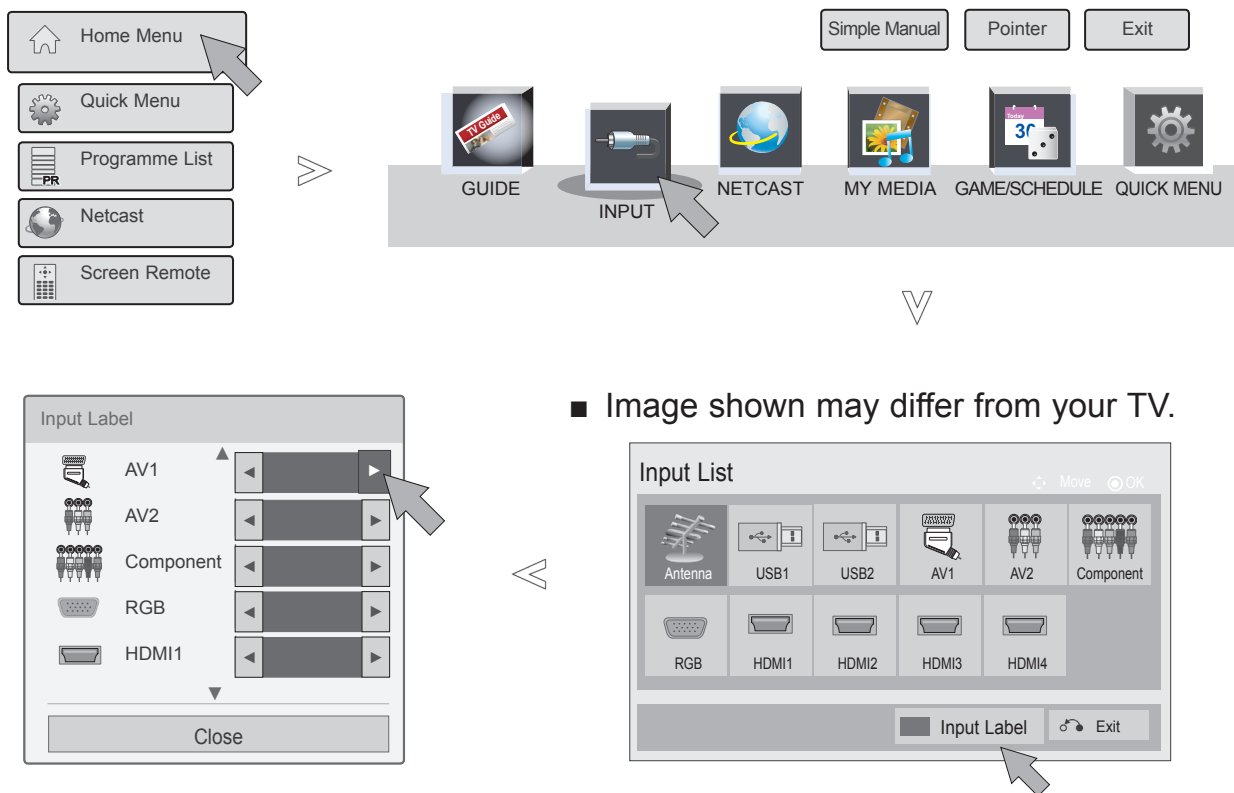 Home Menu
Quick Menu
Programme List
PR
Netcast
Screen Remote
Simple Manual
Pointer
Exit
TV Guide
Today
30
GUIDE
INPUT
NETCAST
MY MEDIA
GAME/SCHEDULE
QUICK MENU
■ Image shown may differ from your TV.
Input List
Move
OK
Antenna
USB1
USB2
AV1
AV2
Component
RGB
HDMI1
HDMI2
HDMI3
HDMI4
Input Label
Exit
Input Label
AV1
AV2
Component
RGB
HDMI1
Close